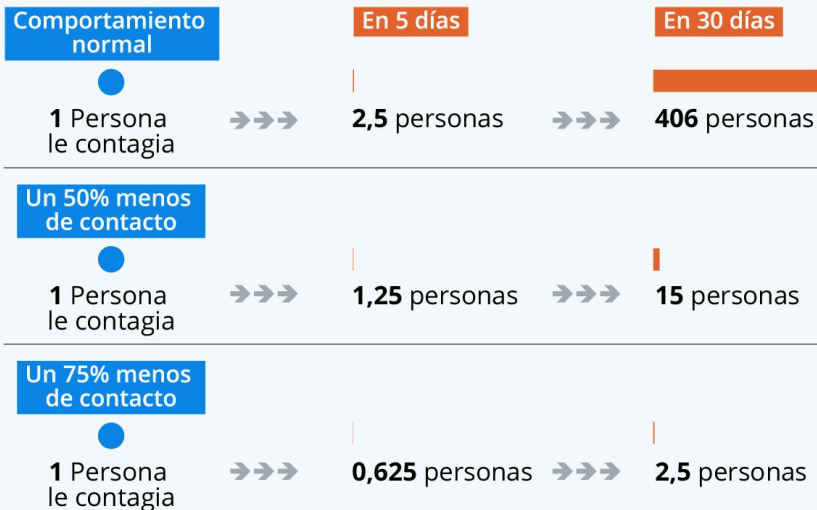 Comportamiento
normal
En 5 días
En 30 días
1 Persona
le contagia
2,5 personas
406 personas
Un 50% menos
de contacto
1 Persona
le contagia
1,25 personas
15 personas
Un 75% menos
de contacto
1 Persona
le contagia
0,625 personas
2,5 personas